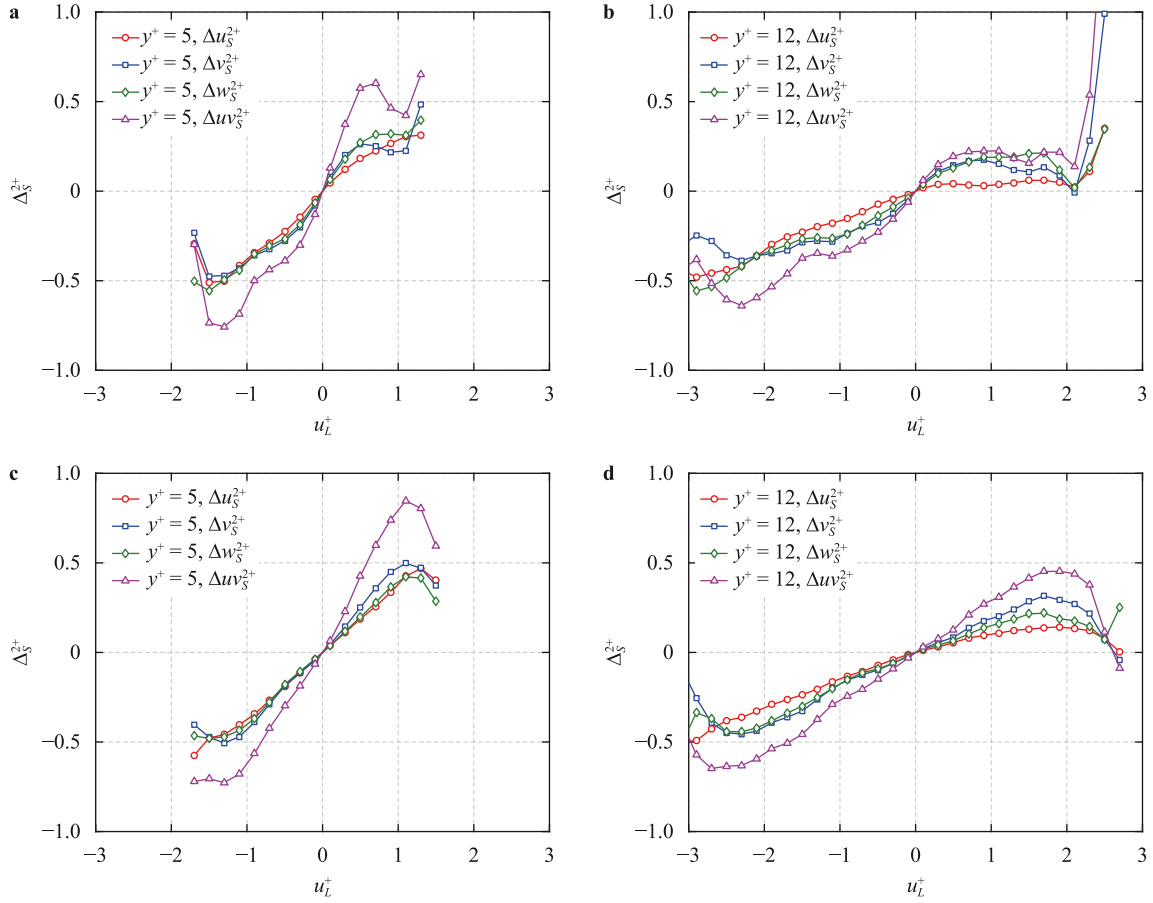 a
1.0
0.5
0
−0.5
−1.0
Δ_S^{2+}
y⁺ = 5, Δu_S^{2+}
y⁺ = 5, Δv_S^{2+}
y⁺ = 5, Δw_S^{2+}
y⁺ = 5, Δuv_S^{2+}
−3 −2 −1 0 1 2 3
u_L^+
b
1.0
0.5
0
−0.5
−1.0
Δ_S^{2+}
y⁺ = 12, Δu_S^{2+}
y⁺ = 12, Δv_S^{2+}
y⁺ = 12, Δw_S^{2+}
y⁺ = 12, Δuv_S^{2+}
−3 −2 −1 0 1 2 3
u_L^+
c
1.0
0.5
0
−0.5
−1.0
Δ_S^{2+}
y⁺ = 5, Δu_S^{2+}
y⁺ = 5, Δv_S^{2+}
y⁺ = 5, Δw_S^{2+}
y⁺ = 5, Δuv_S^{2+}
−3 −2 −1 0 1 2 3
u_L^+
d
1.0
0.5
0
−0.5
−1.0
Δ_S^{2+}
y⁺ = 12, Δu_S^{2+}
y⁺ = 12, Δv_S^{2+}
y⁺ = 12, Δw_S^{2+}
y⁺ = 12, Δuv_S^{2+}
−3 −2 −1 0 1 2 3
u_L^+